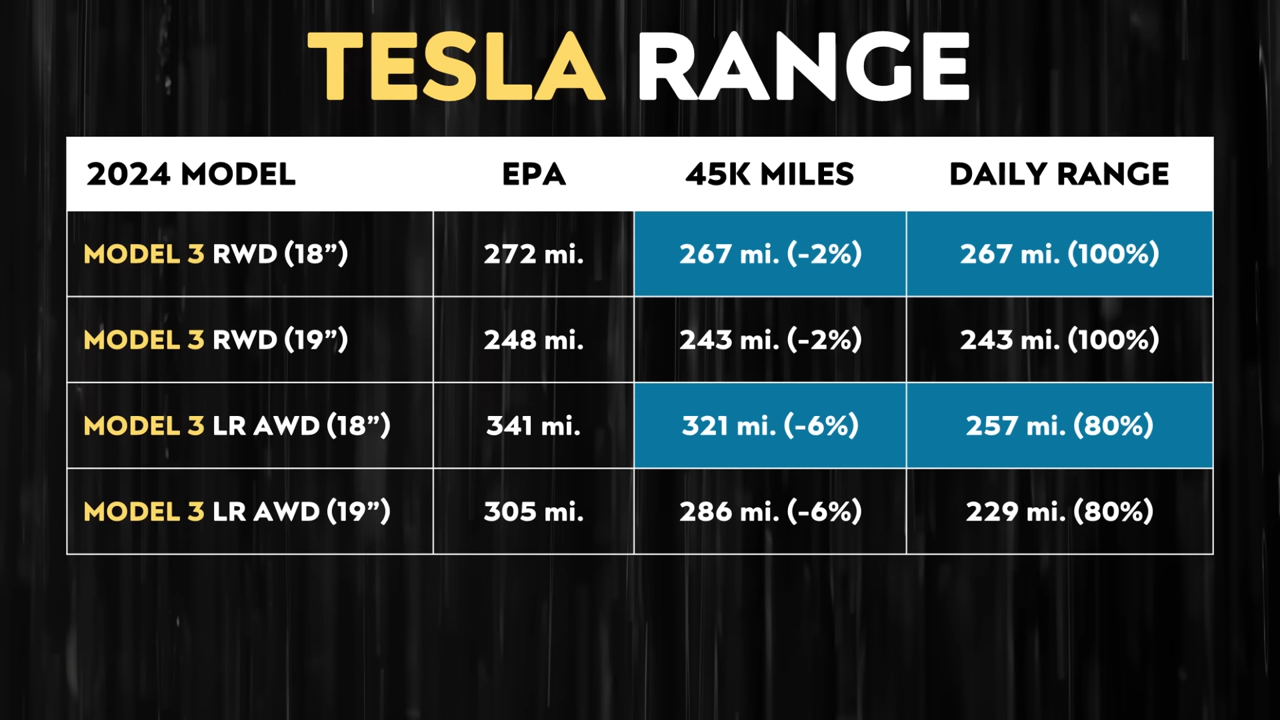 TESLA RANGE
2024 MODEL EPA 45K MILES DAILY RANGE
MODEL 3 RWD (18”) 272 mi. 267 mi. (-2%) 267 mi. (100%)
MODEL 3 RWD (19”) 248 mi. 243 mi. (-2%) 243 mi. (100%)
MODEL 3 LR AWD (18”) 341 mi. 321 mi. (-6%) 257 mi. (80%)
MODEL 3 LR AWD (19”) 305 mi. 286 mi. (-6%) 229 mi. (80%)